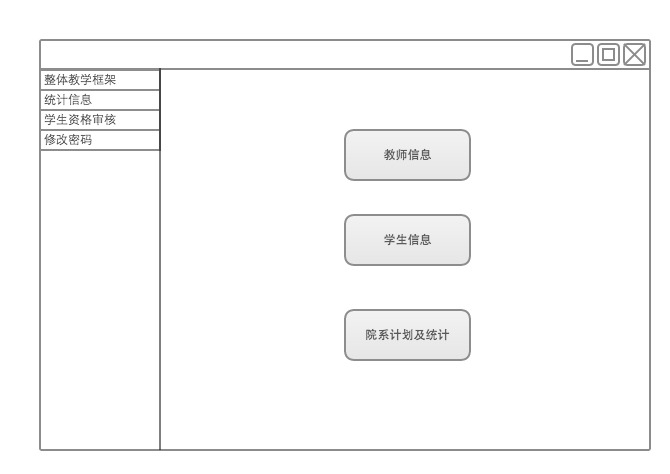 整体教学框架
统计信息
学生资格审核
修改密码
教师信息
学生信息
院系计划及统计